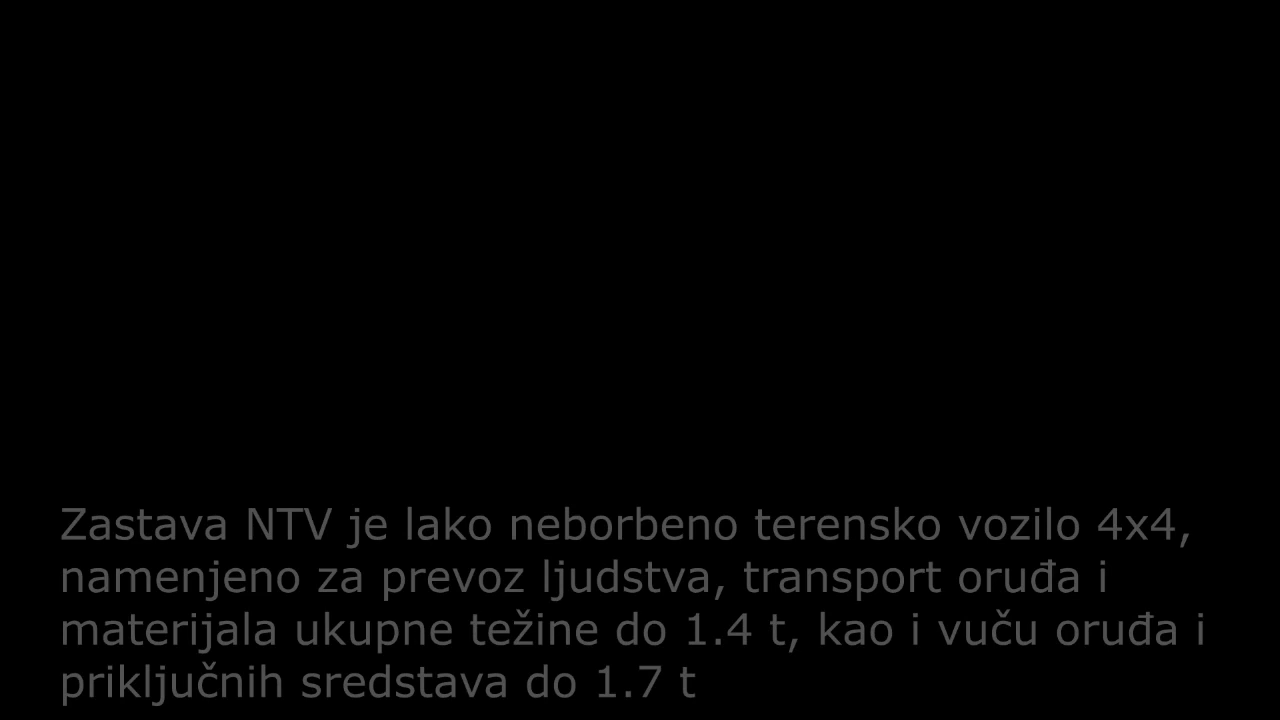 Zastava NTV je lako neborbeno terensko vozilo 4x4,
namenjeno za prevoz ljudstva, transport oruđa i
materijala ukupne težine do 1.4 t, kao i vuču oruđa i
priključnih sredstava do 1.7 t